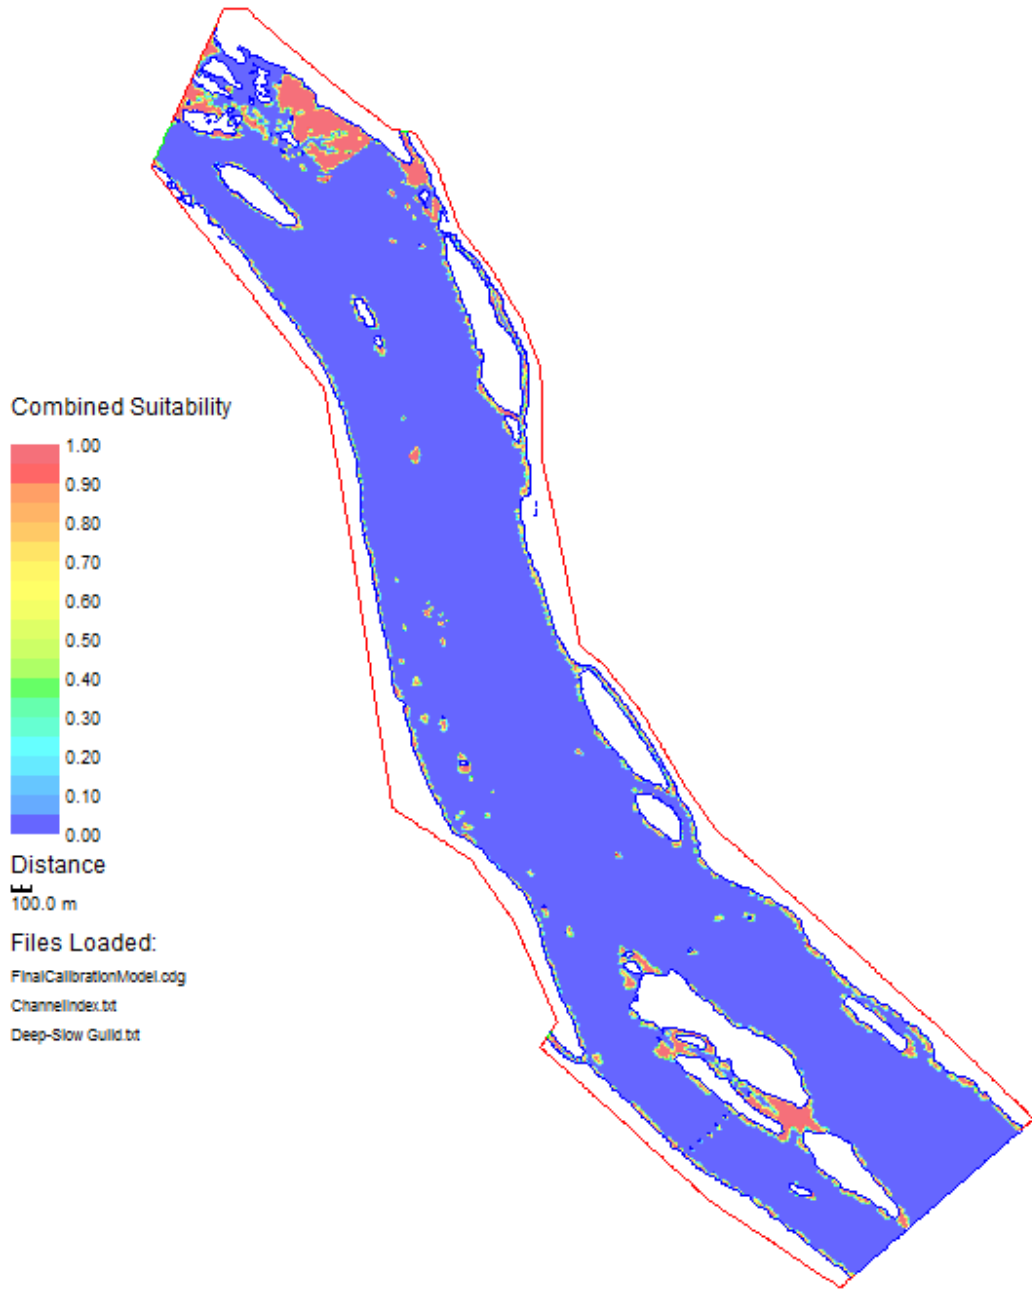 Combined Suitability
1.00
0.90
0.80
0.70
0.60
0.50
0.40
0.30
0.20
0.10
0.00
Distance
100.0 m
Files Loaded:
FinalCalibrationModel.cdg
ChannelIndex.txt
Deep-Slow Guild.txt